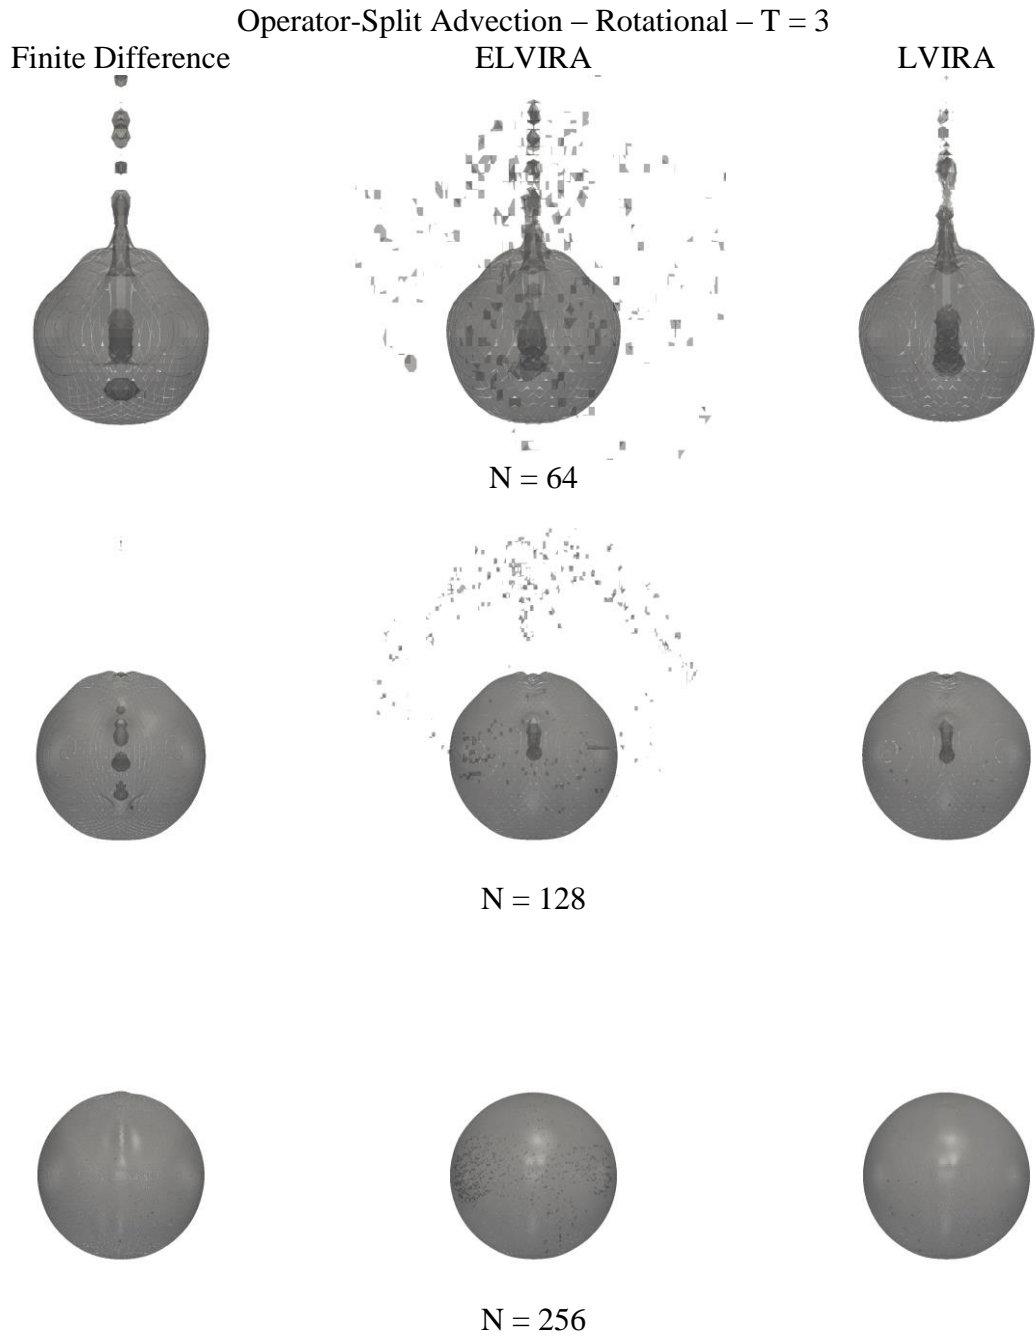 Operator-Split Advection – Rotational – T = 3
Finite Difference ELVIRA LVIRA
N = 64
N = 128
N = 256